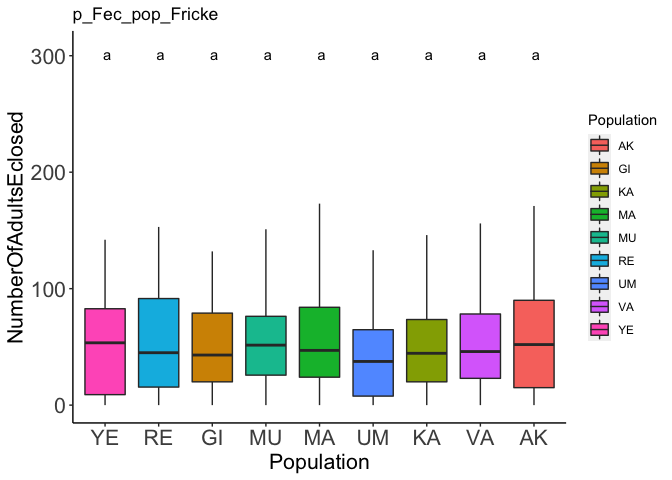 p_Fec_pop_Fricke
300
200
100
0
NumberOfAdultsEclosed
a a a a a a a a a
YE RE GI MU MA UM KA VA AK
Population
Population
AK
GI
KA
MA
MU
RE
UM
VA
YE